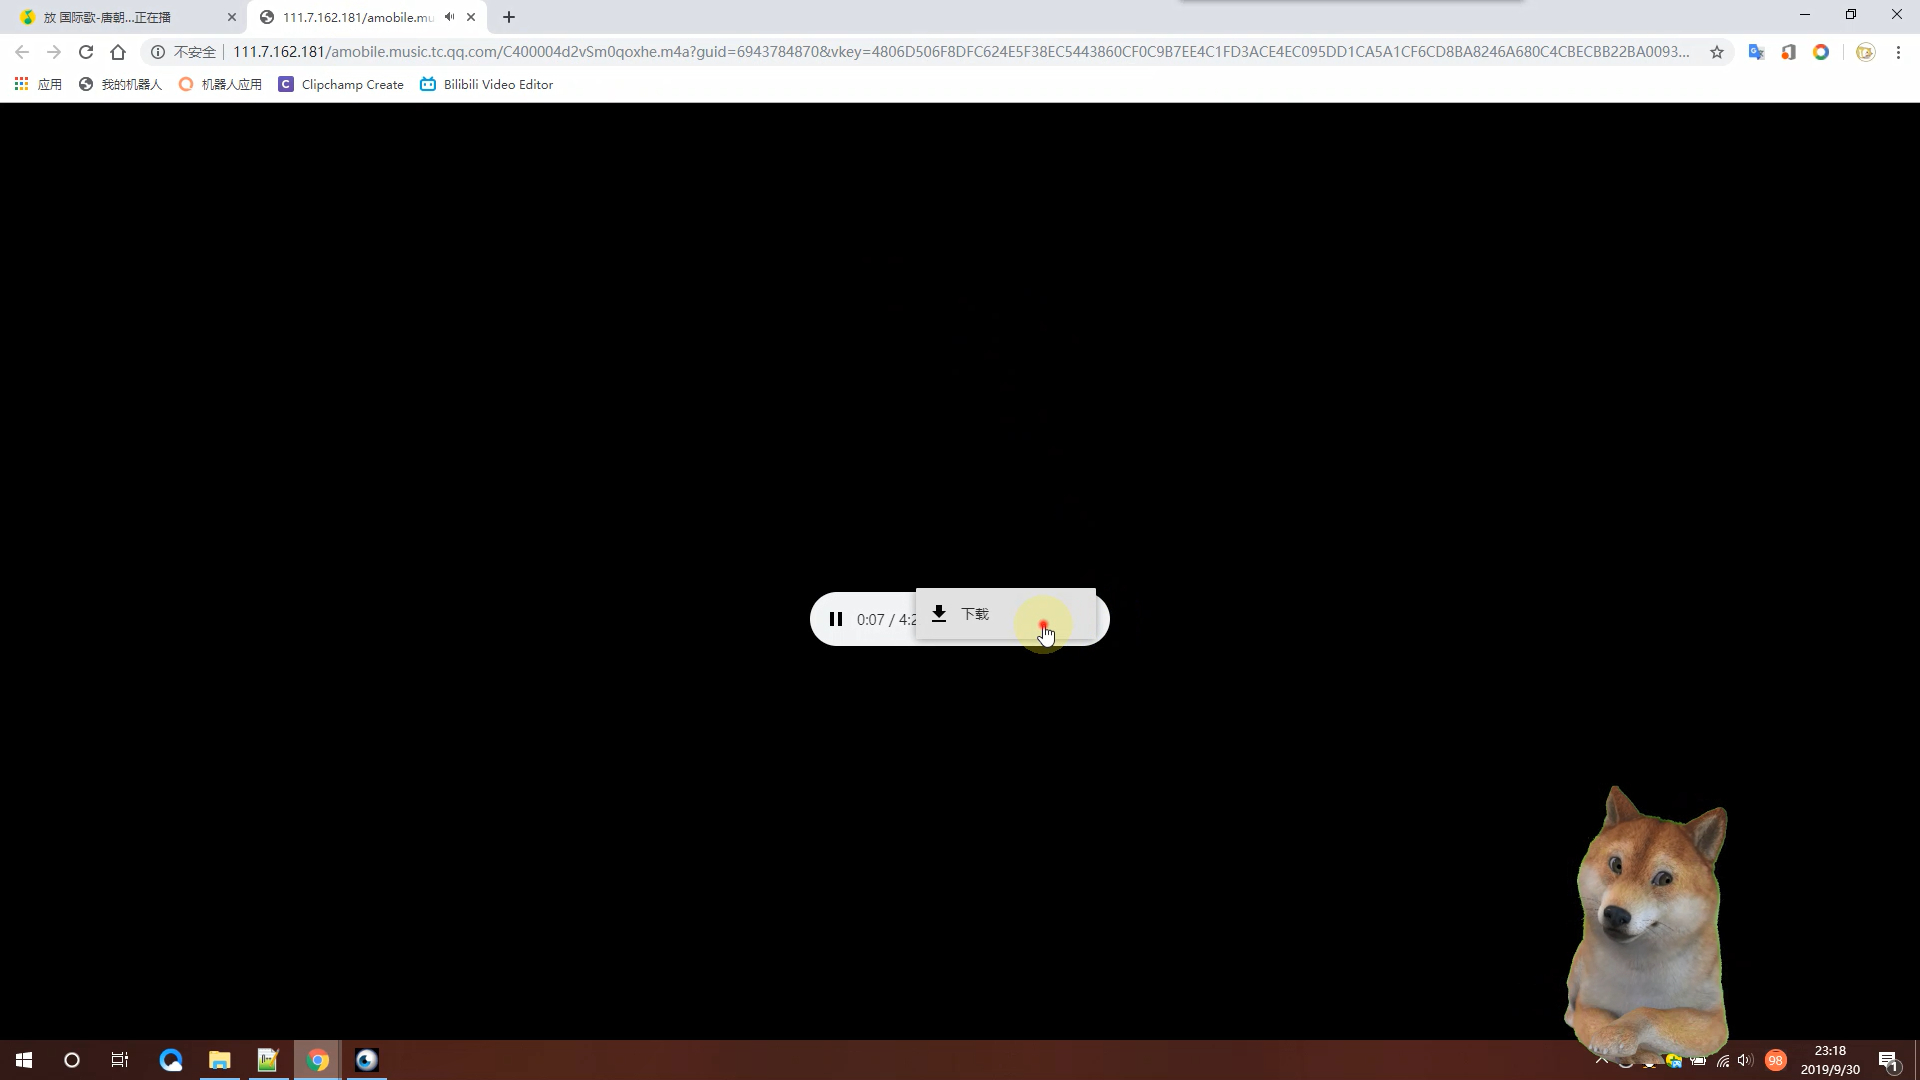 放 国际歌-唐朝...正在播
111.7.162.181/amobile.mu
不安全
111.7.162.181/amobile.music.tc.qq.com/C400004d2vSm0qoxhe.m4a?guid=6943784870&vkey=4806D506F8DFC624E5F38EC5443860CF0C9B7EE4C1FD3ACE4EC095DD1CA5A1CF6CD8BA8246A680C4CBECBB22BA0093...
应用
我的机器人
机器人应用
C
Clipchamp Create
Bilibili Video Editor
0:07 / 4:2
下载
98
23:18
2019/9/30
1